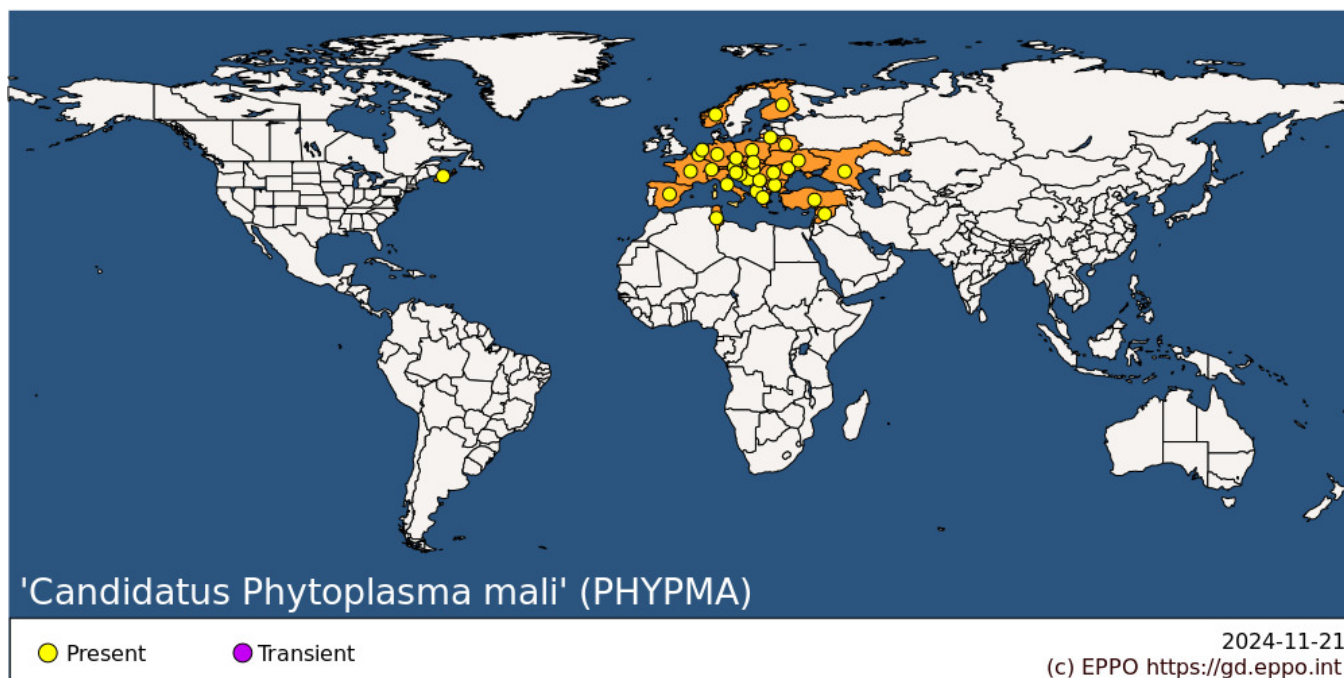 'Candidatus Phytoplasma mali' (PHYPMA)
Present
Transient
2024-11-21
(c) EPPO https://gd.eppo.int